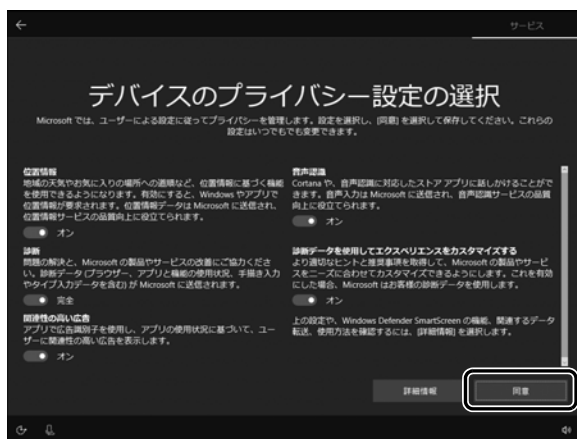 サービス
デバイスのプライバシー設定の選択
Microsoft では、ユーザーによる設定に従ってプライバシーを管理します。設定を選択し、[同意] を選択して保存してください。これらの
設定はいつでもでも変更できます。
位置情報
地域の天気やお気に入りの場所への道順など、位置情報に基づく機能
を使用できるようになります。有効にすると、Windows やアプリで
位置情報が要求されます。位置情報データは Microsoft に送信され、
位置情報サービスの品質向上に役立てられます。
オン
診断
問題の解決と、Microsoft の製品やサービスの改善にご協力くださ
い。診断データ (ブラウザー、アプリと機能の使用状況、手描き入力
やタイプ入力データを含む) が Microsoft に送信されます。
完全
関連性の高い広告
アプリで広告識別子を使用し、アプリの使用状況に基づいて、ユー
ザーに関連性の高い広告を表示します。
オン
音声認識
Cortana や、音声認識に対応したストア アプリに話しかけることがで
きます。音声入力は Microsoft に送信され、音声認識サービスの品質
向上に役立てられます。
オン
診断データを使用してエクスペリエンスをカスタマイズする
より適切なヒントと推奨事項を取得して、Microsoft の製品やサービ
スをニーズに合わせてカスタマイズできるようにします。これを有効
にした場合、Microsoft はお客様の診断データを使用します。
オン
上の設定や、Windows Defender SmartScreen の機能、関連するデータ
転送、使用方法を確認するには、[詳細情報] を選択します。
詳細情報
同意